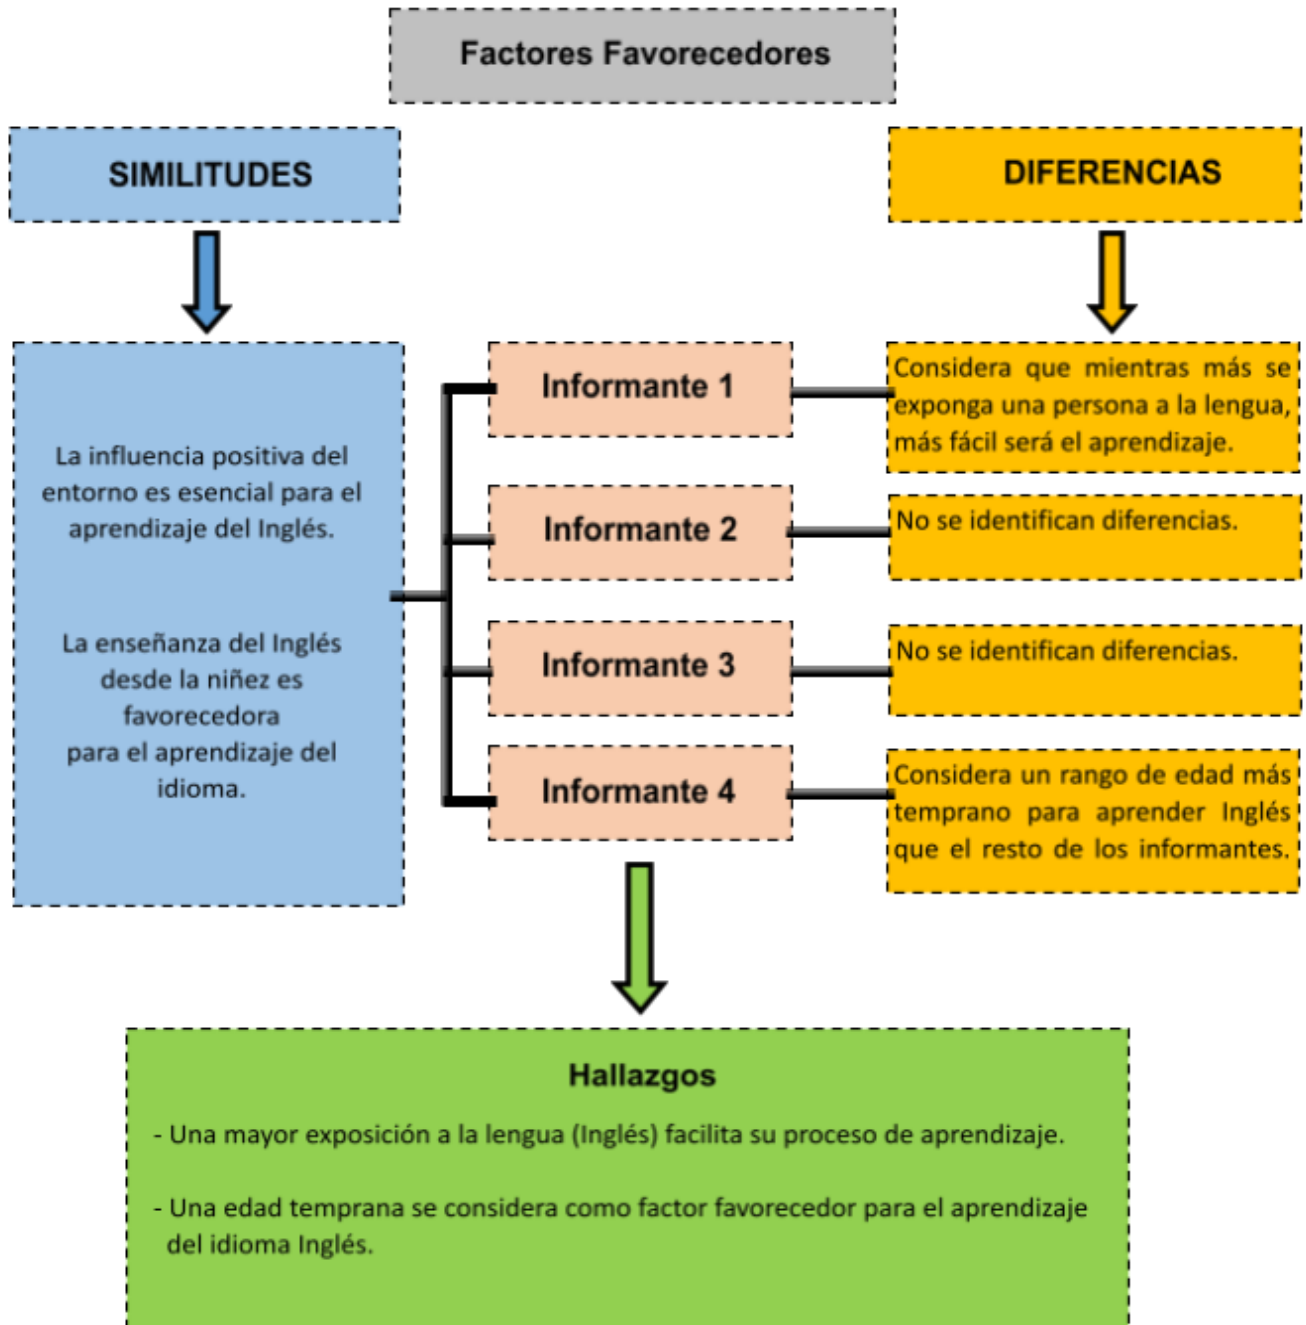 Factores Favorecedores
SIMILITUDES
DIFERENCIAS
La influencia positiva del
entorno es esencial para el
aprendizaje del Inglés.
La enseñanza del Inglés
desde la niñez es
favorecedora
para el aprendizaje del
idioma.
Informante 1
Considera que mientras más se
exponga una persona a la lengua,
más fácil será el aprendizaje.
Informante 2
No se identifican diferencias.
Informante 3
No se identifican diferencias.
Informante 4
Considera un rango de edad más
temprano para aprender Inglés
que el resto de los informantes.
Hallazgos
- Una mayor exposición a la lengua (Inglés) facilita su proceso de aprendizaje.
- Una edad temprana se considera como factor favorecedor para el aprendizaje
del idioma Inglés.